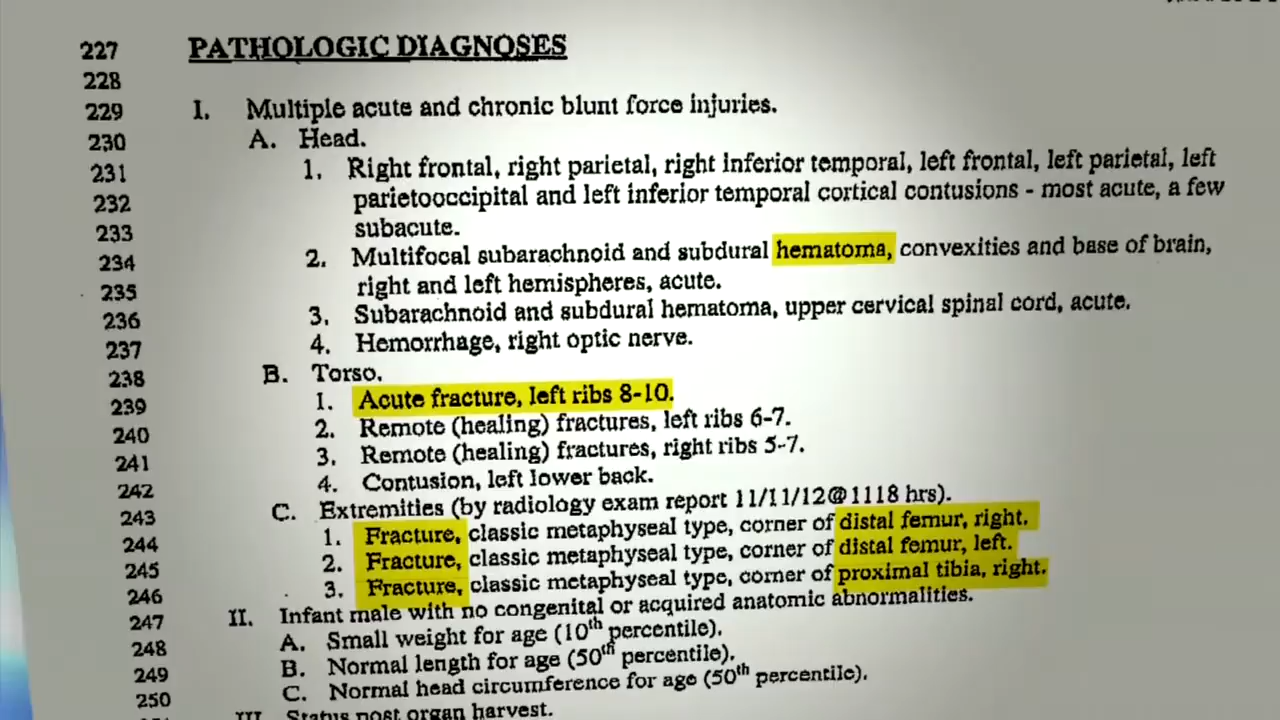 227 PATHOLOGIC DIAGNOSES
228
229 I. Multiple acute and chronic blunt force injuries.
230 A. Head.
231 1. Right frontal, right parietal, right inferior temporal, left frontal, left parietal, left
232 parietooccipital and left inferior temporal cortical contusions - most acute, a few
233 subacute.
234 2. Multifocal subarachnoid and subdural hematoma, convexities and base of brain,
235 right and left hemispheres, acute.
236 3. Subarachnoid and subdural hematoma, upper cervical spinal cord, acute.
237 4. Hemorrhage, right optic nerve.
238 B. Torso.
239 1. Acute fracture, left ribs 8-10.
240 2. Remote (healing) fractures, left ribs 6-7.
241 3. Remote (healing) fractures, right ribs 5-7.
242 4. Contusion, left lower back.
243 C. Extremities (by radiology exam report 11/11/12@1118 hrs).
244 1. Fracture, classic metaphyseal type, corner of distal femur, right.
245 2. Fracture, classic metaphyseal type, corner of distal femur, left.
246 3. Fracture, classic metaphyseal type, corner of proximal tibia, right.
247 II. Infant male with no congenital or acquired anatomic abnormalities.
248 A. Small weight for age (10th percentile).
249 B. Normal length for age (50th percentile).
250 C. Normal head circumference for age (50th percentile).
III. Status post organ harvest.